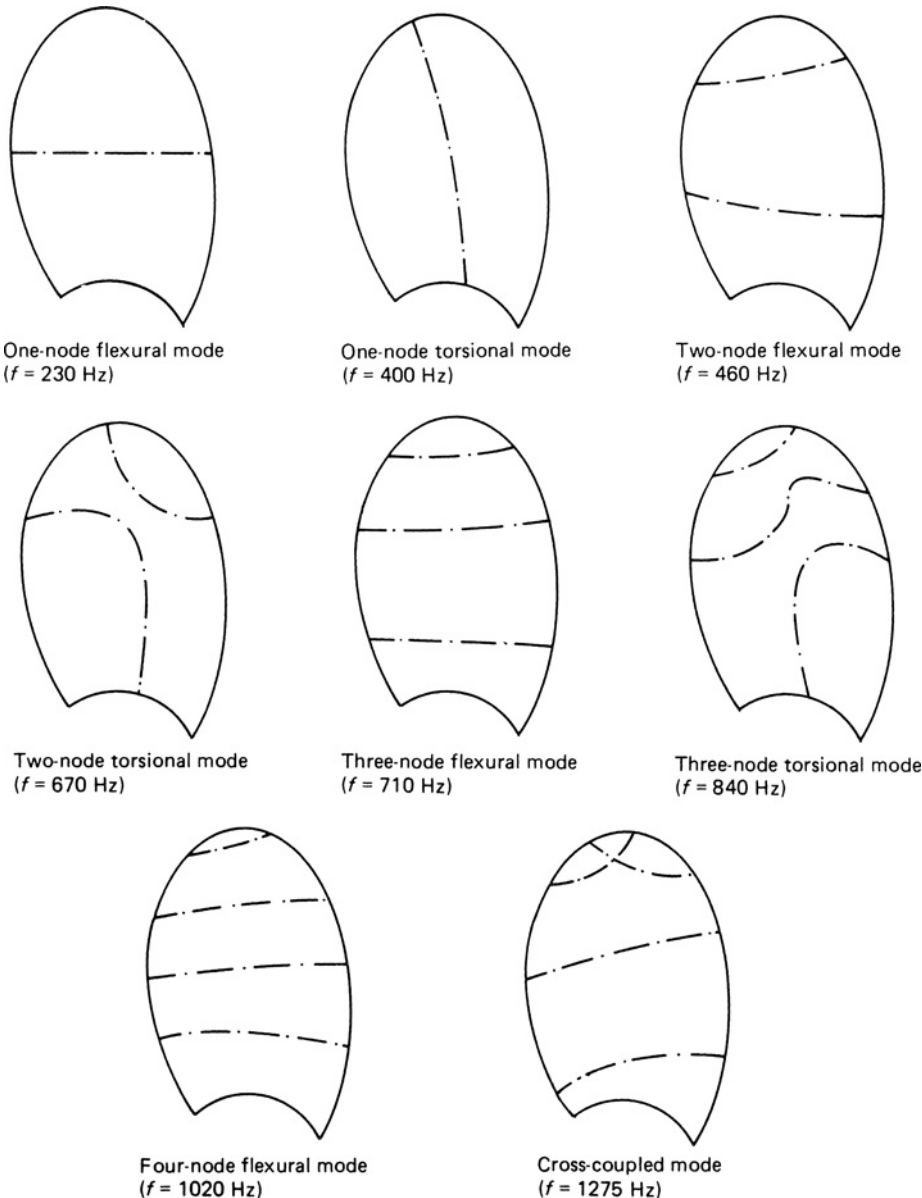 One-node flexural mode
(f = 230 Hz)
One-node torsional mode
(f = 400 Hz)
Two-node flexural mode
(f = 460 Hz)
Two-node torsional mode
(f = 670 Hz)
Three-node flexural mode
(f = 710 Hz)
Three-node torsional mode
(f = 840 Hz)
Four-node flexural mode
(f = 1020 Hz)
Cross-coupled mode
(f = 1275 Hz)